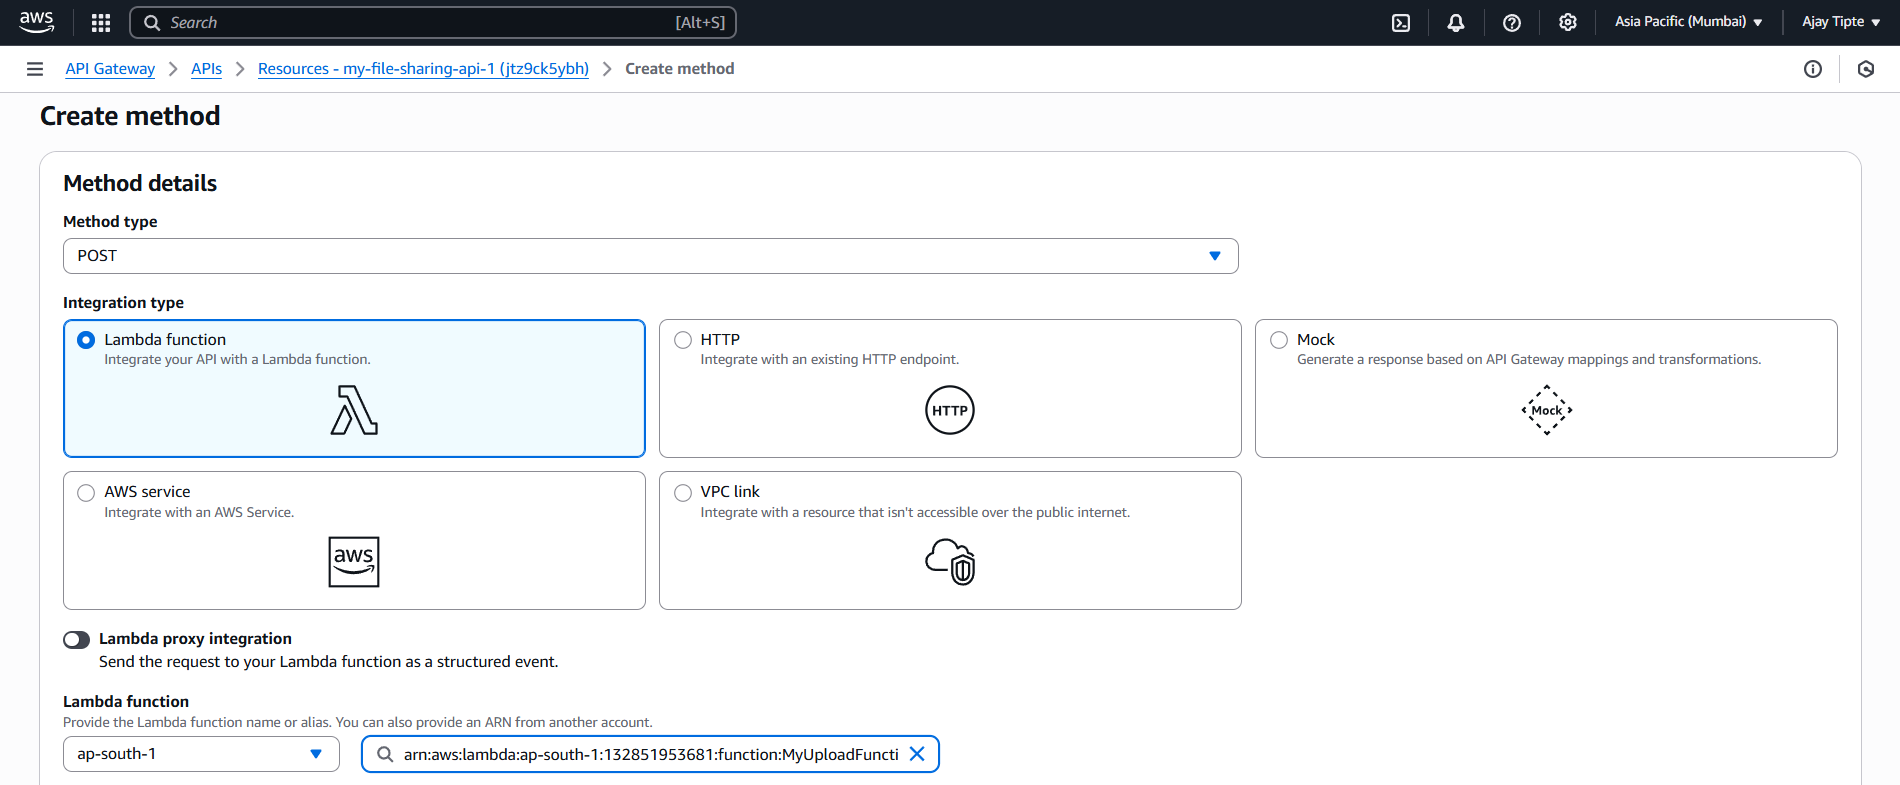 aws
Search [Alt+S]
Asia Pacific (Mumbai)
Ajay Tipte
API Gateway
APIs
Resources - my-file-sharing-api-1 (jtz9ck5ybh)
Create method
Create method
Method details
Method type
POST
Integration type
Lambda function
Integrate your API with a Lambda function.
HTTP
Integrate with an existing HTTP endpoint.
HTTP
Mock
Generate a response based on API Gateway mappings and transformations.
Mock
AWS service
Integrate with an AWS Service.
aws
VPC link
Integrate with a resource that isn't accessible over the public internet.
Lambda proxy integration
Send the request to your Lambda function as a structured event.
Lambda function
Provide the Lambda function name or alias. You can also provide an ARN from another account.
ap-south-1
arn:aws:lambda:ap-south-1:132851953681:function:MyUploadFuncti